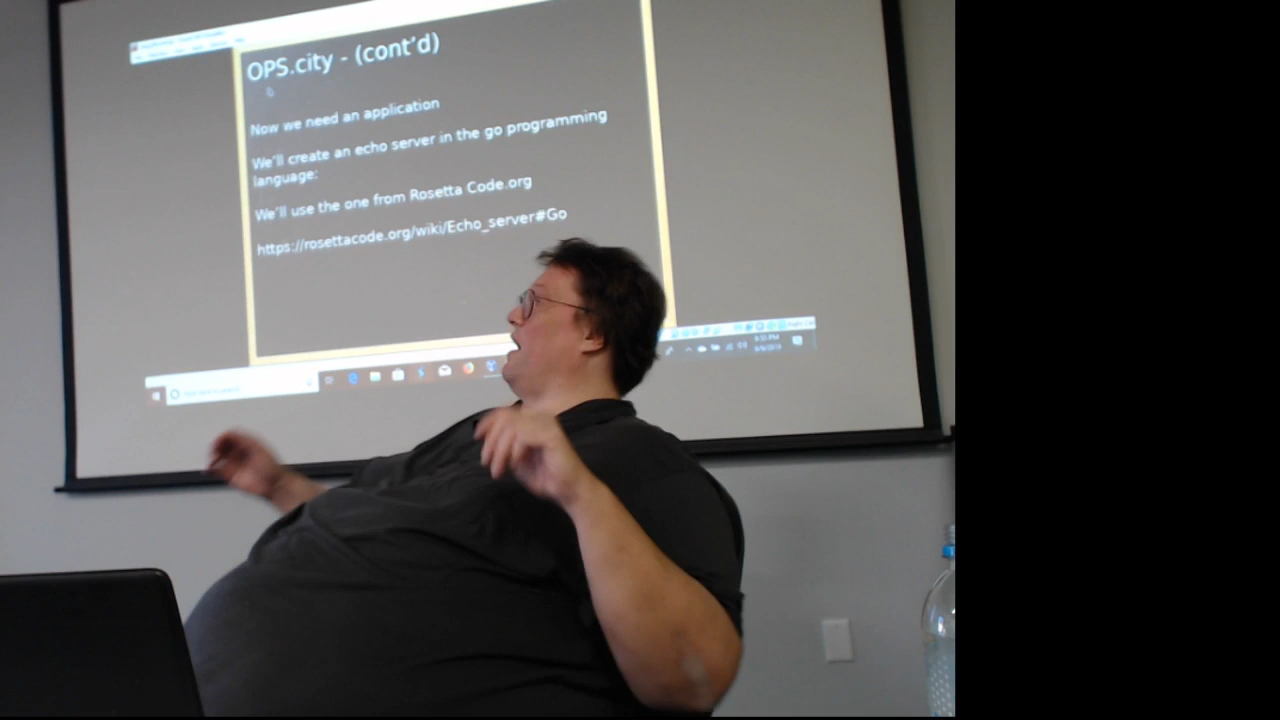 OPS.city - (cont'd)
Now we need an application
We'll create an echo server in the go programming
language:
We'll use the one from Rosetta Code.org
https://rosettacode.org/wiki/Echo_server#Go